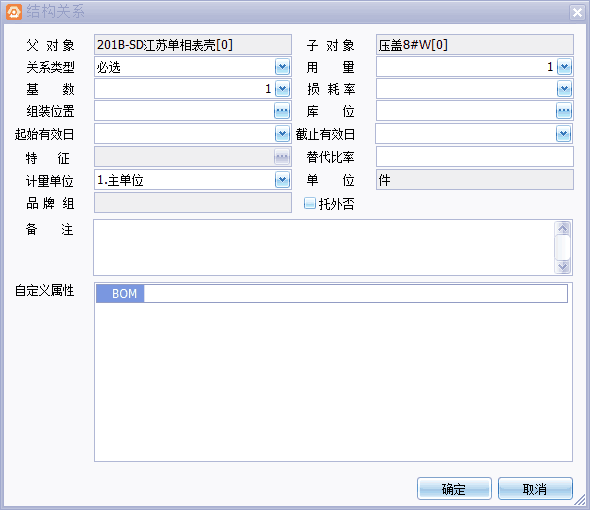 结构关系
父 对 象 201B-SD江苏单相表壳[0] 子 对 象 压盖8#W[0]
关系类型 必选 用 量 1
基 数 1 损 耗 率
组装位置 库 位
起始有效日 截止有效日
特 征 替代比率
计量单位 1.主单位 单 位 件
品 牌 组 托外否
备 注
自定义属性 BOM
确定 取消